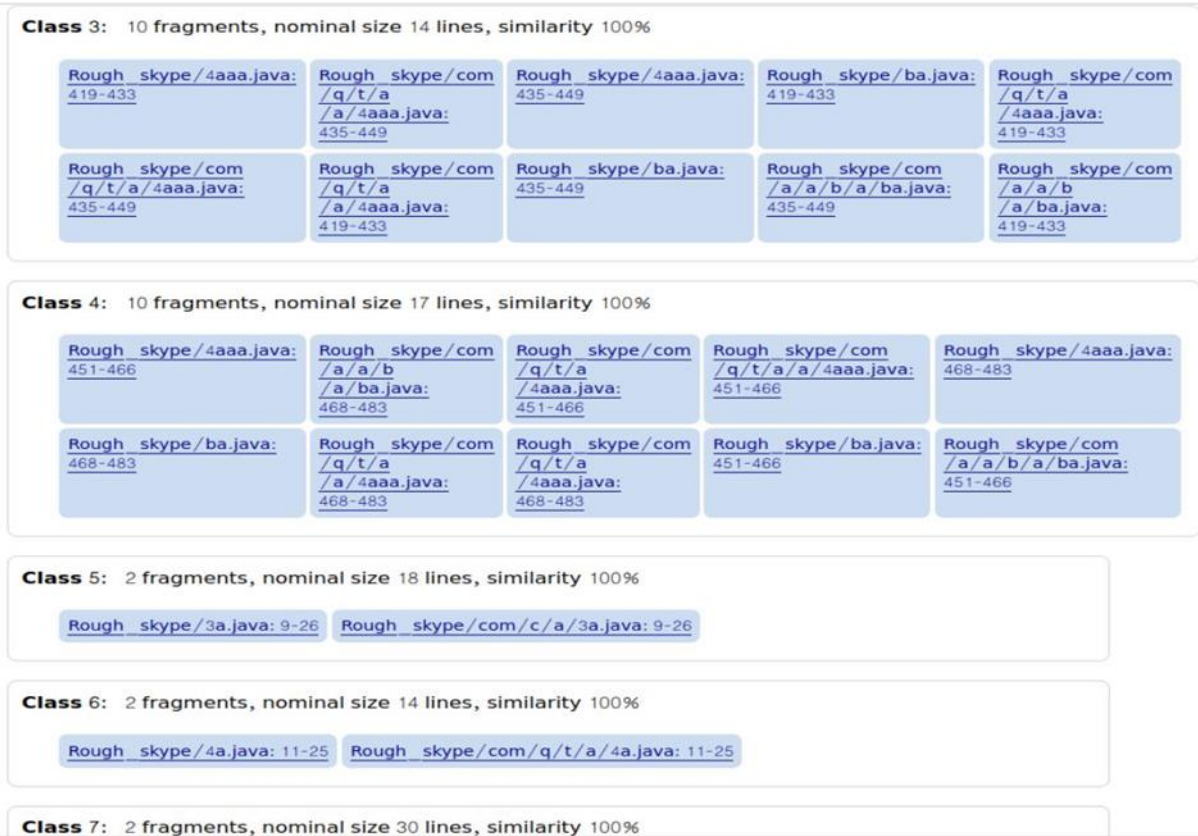 Class 3: 10 fragments, nominal size 14 lines, similarity 100%
Rough_skype/4aaa.java:
419-433
Rough_skype/com
/q/t/a
/a/4aaa.java:
435-449
Rough_skype/4aaa.java:
435-449
Rough_skype/ba.java:
419-433
Rough_skype/com
/q/t/a
/4aaa.java:
419-433
Rough_skype/com
/q/t/a/4aaa.java:
435-449
Rough_skype/com
/q/t/a
/a/4aaa.java:
419-433
Rough_skype/ba.java:
435-449
Rough_skype/com
/a/a/b/a/ba.java:
435-449
Rough_skype/com
/a/a/b
/a/ba.java:
419-433
Class 4: 10 fragments, nominal size 17 lines, similarity 100%
Rough_skype/4aaa.java:
451-466
Rough_skype/com
/a/a/b
/a/ba.java:
468-483
Rough_skype/com
/q/t/a
/4aaa.java:
451-466
Rough_skype/com
/q/t/a/a/4aaa.java:
451-466
Rough_skype/4aaa.java:
468-483
Rough_skype/ba.java:
468-483
Rough_skype/com
/q/t/a
/a/4aaa.java:
468-483
Rough_skype/com
/q/t/a
/4aaa.java:
468-483
Rough_skype/ba.java:
451-466
Rough_skype/com
/a/a/b/a/ba.java:
451-466
Class 5: 2 fragments, nominal size 18 lines, similarity 100%
Rough_skype/3a.java: 9-26
Rough_skype/com/c/a/3a.java: 9-26
Class 6: 2 fragments, nominal size 14 lines, similarity 100%
Rough_skype/4a.java: 11-25
Rough_skype/com/q/t/a/4a.java: 11-25
Class 7: 2 fragments, nominal size 30 lines, similarity 100%